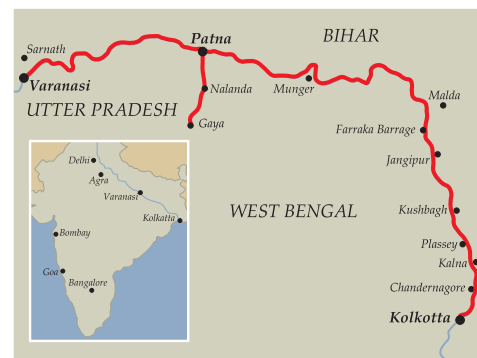 Sarnath
Varanasi
Patna
BIHAR
UTTER PRADESH
Nalanda
Gaya
Munger
Malda
Farraka Barrage
Jangipur
WEST BENGAL
Kushbagh
Plassey
Kalna
Chandernagore
Kolkotta
Delhi
Agra
Varanasi
Kolkatta
Bombay
Goa
Bangalore